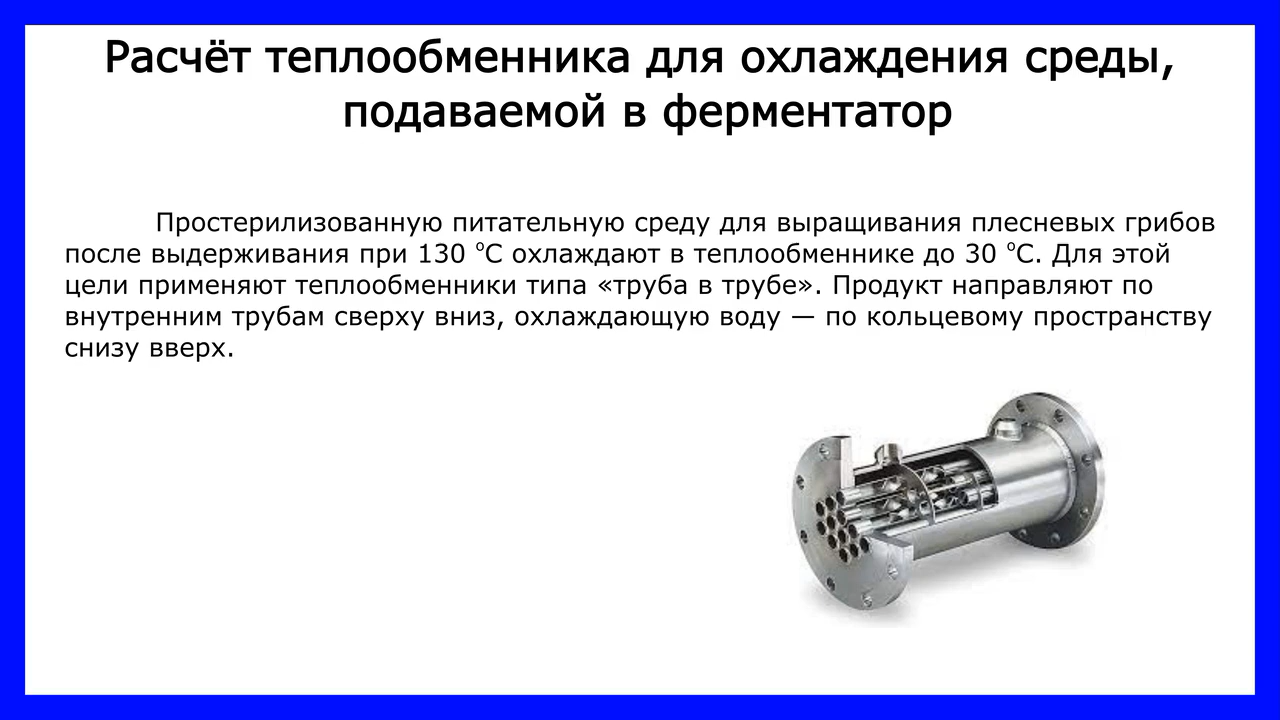 Расчёт теплообменника для охлаждения среды,
подаваемой в ферментатор
Простерилизованную питательную среду для выращивания плесневых грибов
после выдерживания при 130 ºС охлаждают в теплообменнике до 30 ºС. Для этой
цели применяют теплообменники типа «труба в трубе». Продукт направляют по
внутренним трубам сверху вниз, охлаждающую воду — по кольцевому пространству
снизу вверх.